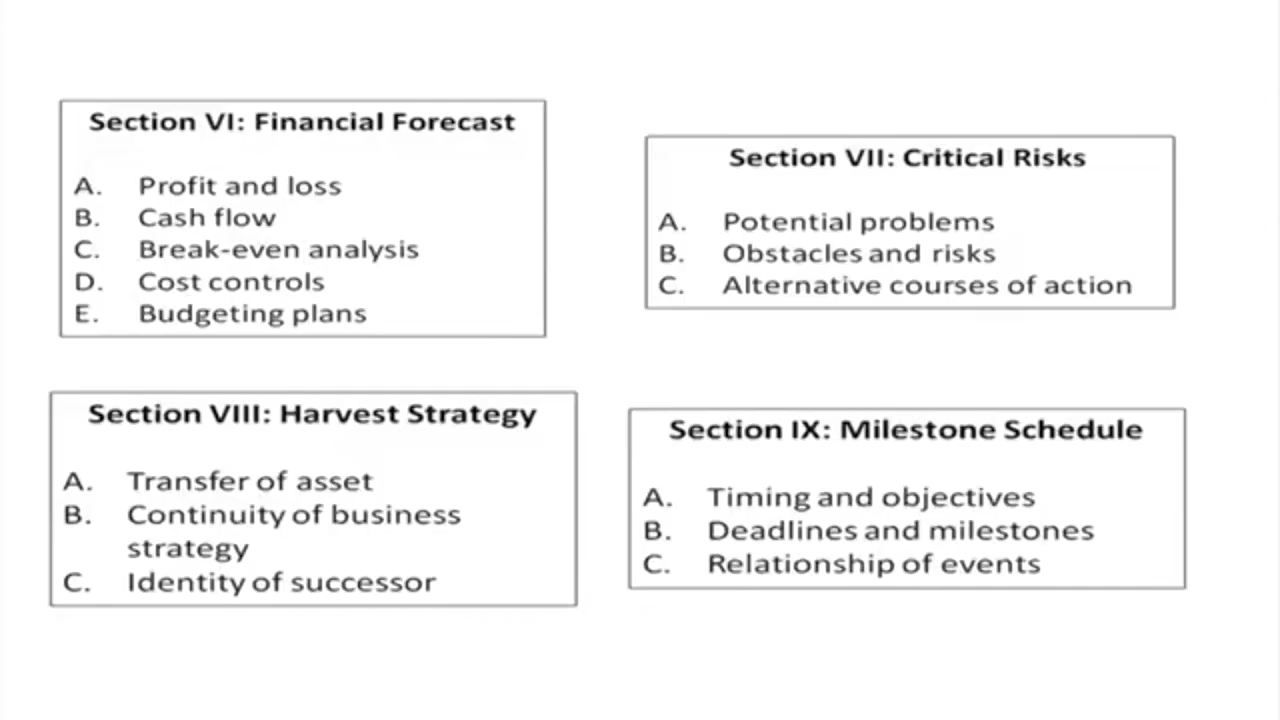 Section VI: Financial Forecast
A. Profit and loss
B. Cash flow
C. Break-even analysis
D. Cost controls
E. Budgeting plans
Section VII: Critical Risks
A. Potential problems
B. Obstacles and risks
C. Alternative courses of action
Section VIII: Harvest Strategy
A. Transfer of asset
B. Continuity of business
strategy
C. Identity of successor
Section IX: Milestone Schedule
A. Timing and objectives
B. Deadlines and milestones
C. Relationship of events